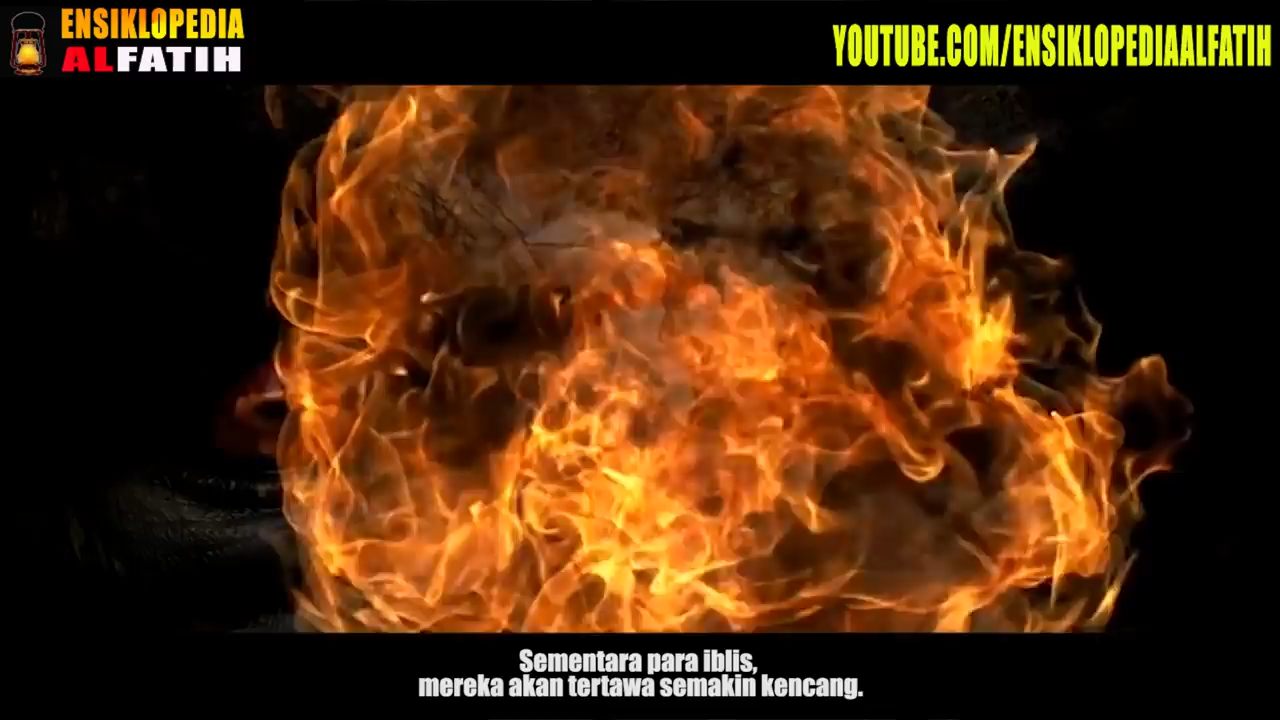 ENSIKLOPEDIA
ALFATIH
YOUTUBE.COM/ENSIKLOPEDIAALFATIH
Sementara para iblis,
mereka akan tertawa semakin kencang.